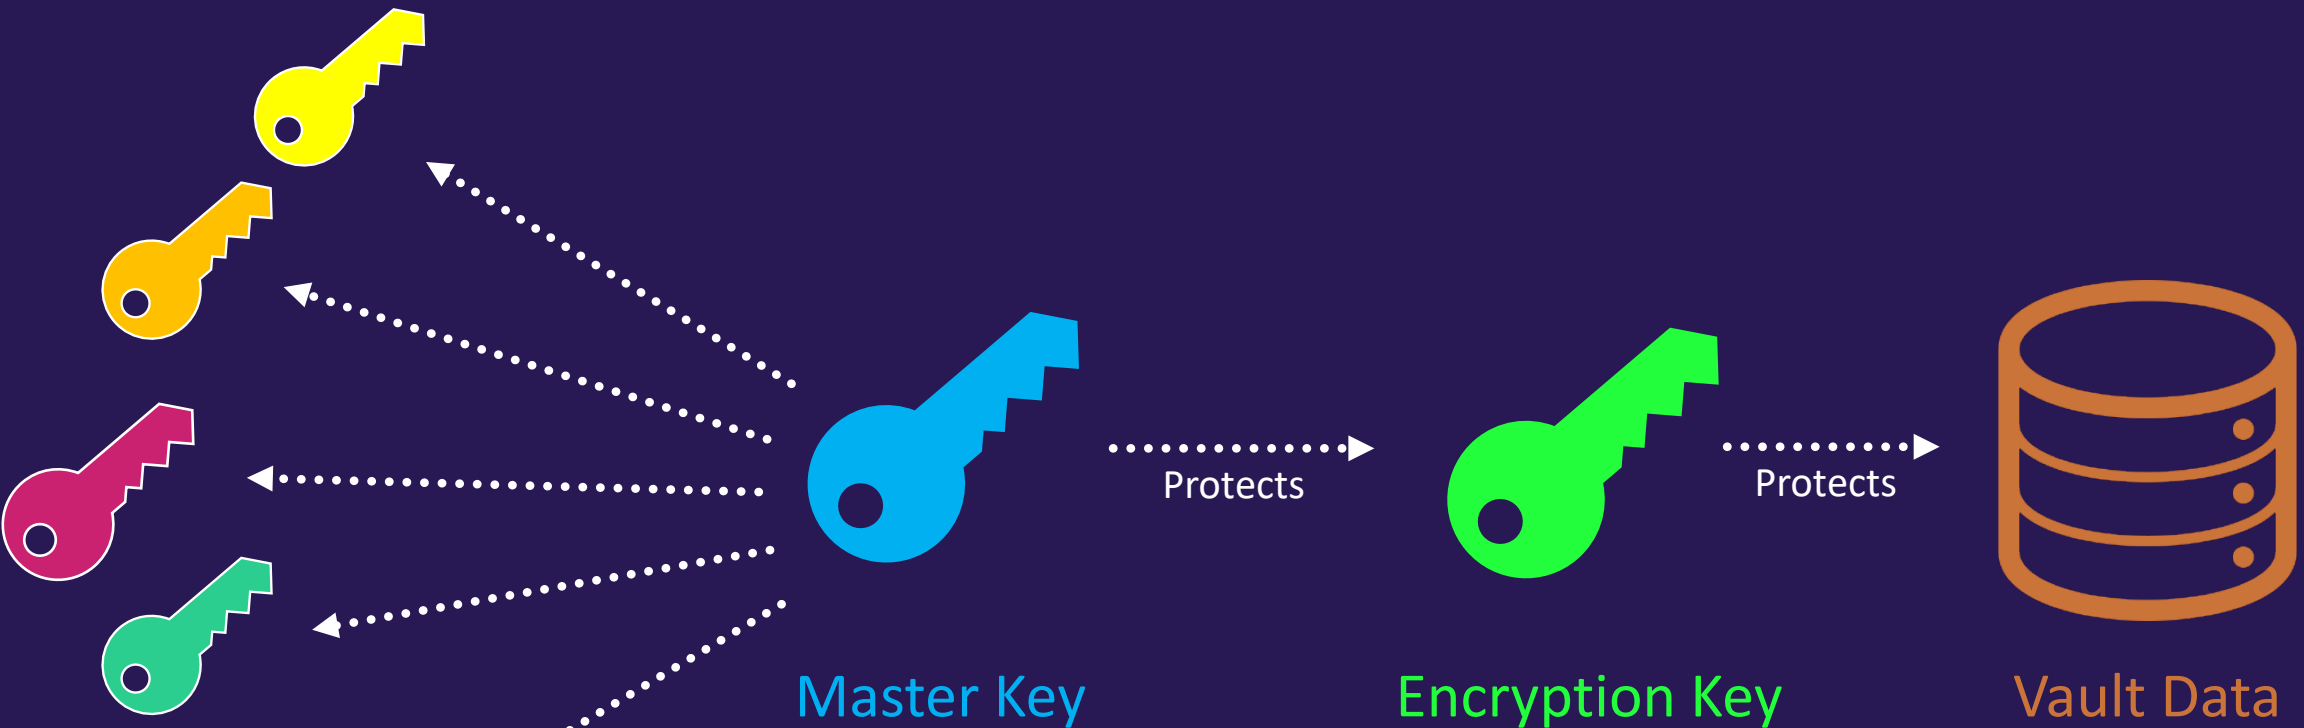 Protects
Protects
Master Key
Encryption Key
Vault Data